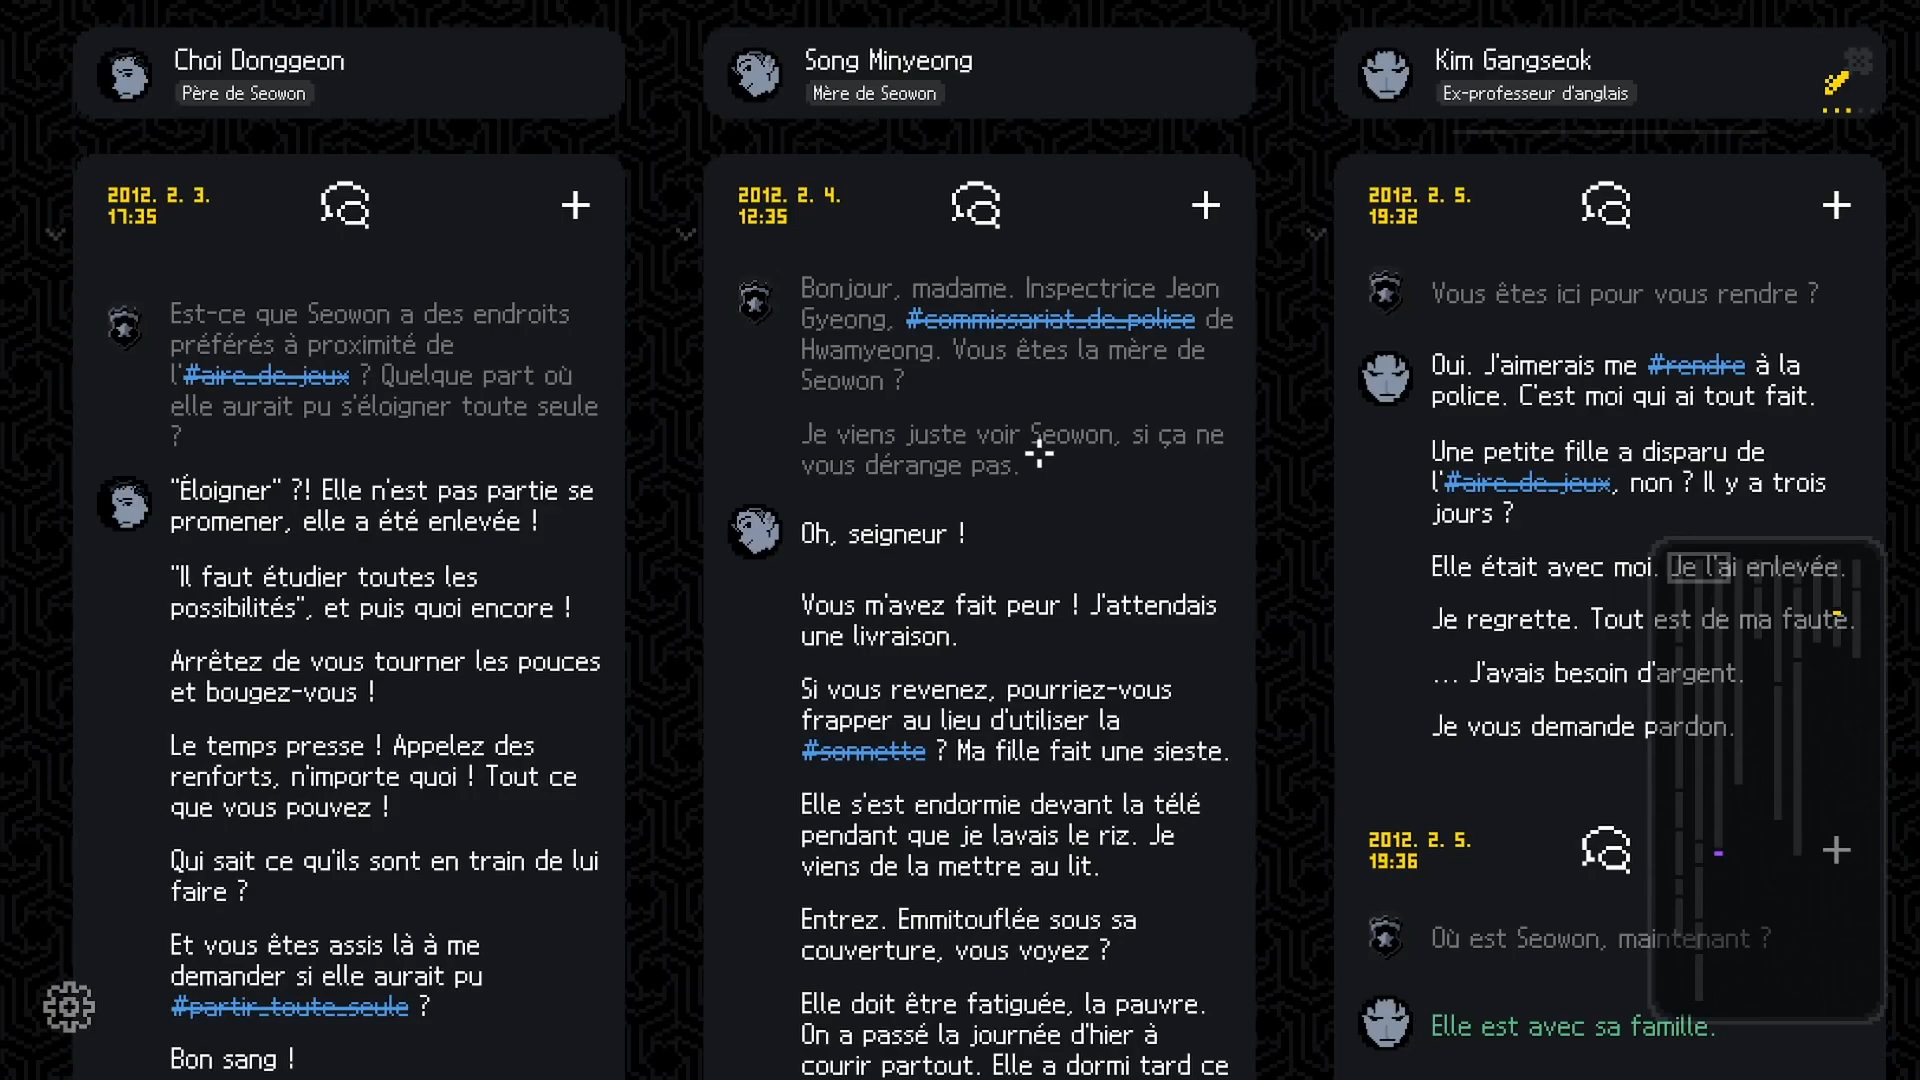 Choi Donggeon
Père de Seowon
2012. 2. 3.
17:35
Est-ce que Seowon a des endroits
préférés à proximité de
l'#aire_de_jeux ? Quelque part où
elle aurait pu s'éloigner toute seule
?
"Éloigner" ?! Elle n'est pas partie se
promener, elle a été enlevée !
"Il faut étudier toutes les
possibilités", et puis quoi encore !
Arrêtez de vous tourner les pouces
et bougez-vous !
Le temps presse ! Appelez des
renforts, n'importe quoi ! Tout ce
que vous pouvez !
Qui sait ce qu'ils sont en train de lui
faire ?
Et vous êtes assis là à me
demander si elle aurait pu
#partir_toute_seule ?
Bon sang !
Song Minyeong
Mère de Seowon
2012. 2. 4.
12:35
Bonjour, madame. Inspectrice Jeon
Gyeong, #commissariat_de_police de
Hwamyeong. Vous êtes la mère de
Seowon ?
Je viens juste voir Seowon, si ça ne
vous dérange pas.
Oh, seigneur !
Vous m'avez fait peur ! J'attendais
une livraison.
Si vous revenez, pourriez-vous
frapper au lieu d'utiliser la
#sonnette ? Ma fille fait une sieste.
Elle s'est endormie devant la télé
pendant que je lavais le riz. Je
viens de la mettre au lit.
Entrez. Emmitouflée sous sa
couverture, vous voyez ?
Elle doit être fatiguée, la pauvre.
On a passé la journée d'hier à
courir partout. Elle a dormi tard ce
Kim Gangseok
Ex-professeur d'anglais
2012. 2. 5.
19:32
Vous êtes ici pour vous rendre ?
Oui. J'aimerais me #rendre à la
police. C'est moi qui ai tout fait.
Une petite fille a disparu de
l'#aire_de_jeux, non ? Il y a trois
jours ?
Elle était avec moi. Je l'ai enlevée.
Je regrette. Tout est de ma faute.
... J'avais besoin d'argent.
Je vous demande pardon.
2012. 2. 5.
19:36
Où est Seowon, maintenant ?
Elle est avec sa famille.